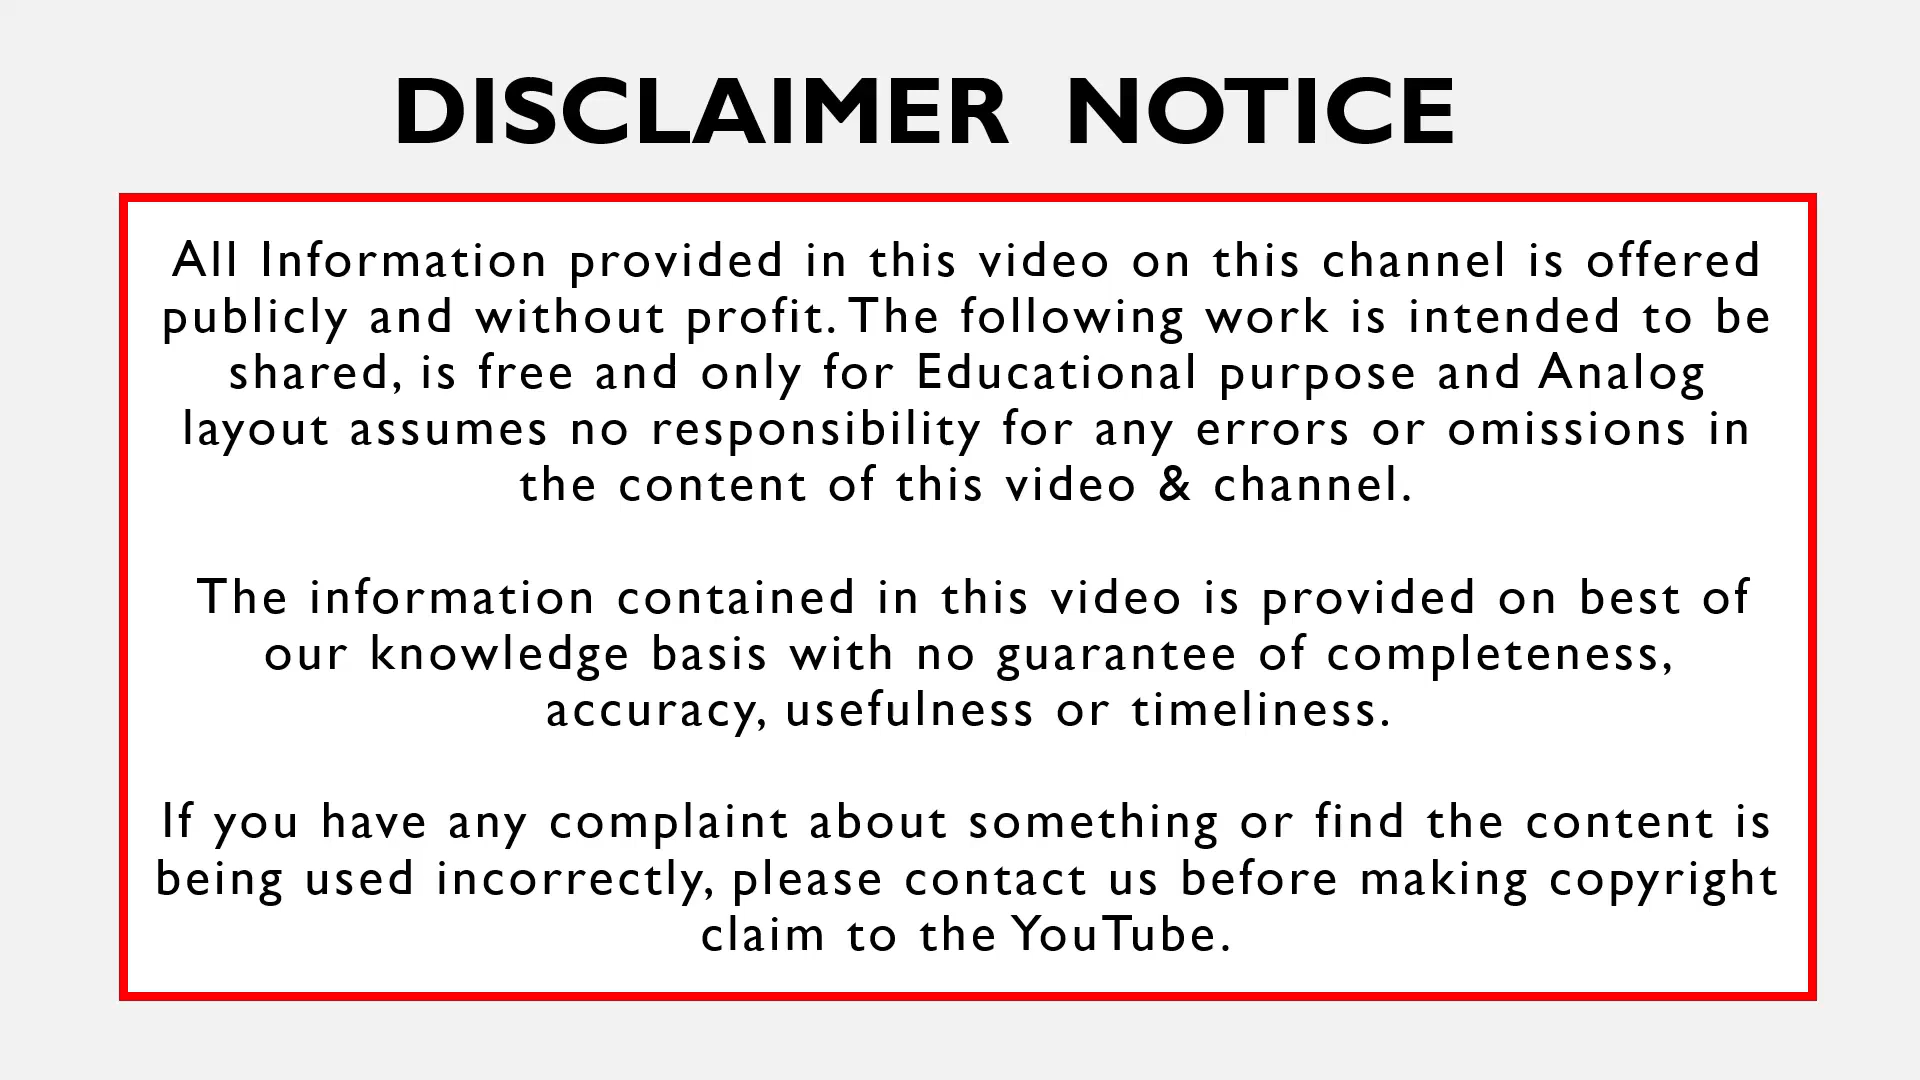 DISCLAIMER NOTICE
All Information provided in this video on this channel is offered
publicly and without profit. The following work is intended to be
shared, is free and only for Educational purpose and Analog
layout assumes no responsibility for any errors or omissions in
the content of this video & channel.
The information contained in this video is provided on best of
our knowledge basis with no guarantee of completeness,
accuracy, usefulness or timeliness.
If you have any complaint about something or find the content is
being used incorrectly, please contact us before making copyright
claim to the YouTube.